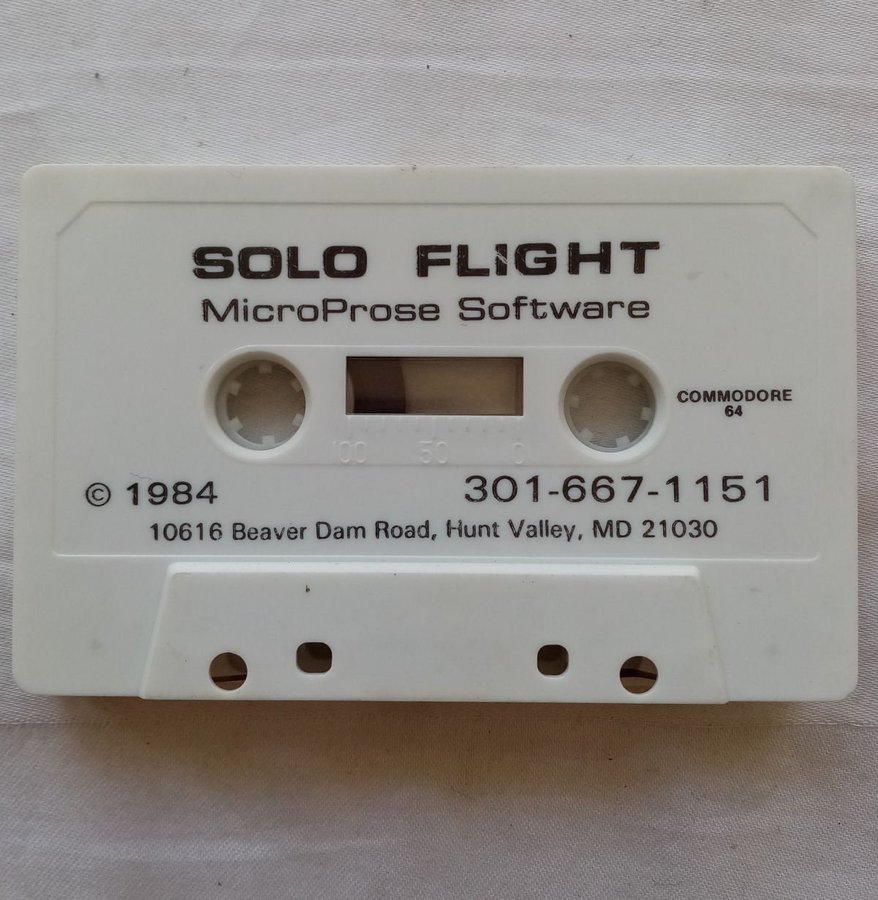 SOLO FLIGHT
MicroProse Software
COMMODORE
64
100 50 0
© 1984 301-667-1151
10616 Beaver Dam Road, Hunt Valley, MD 21030